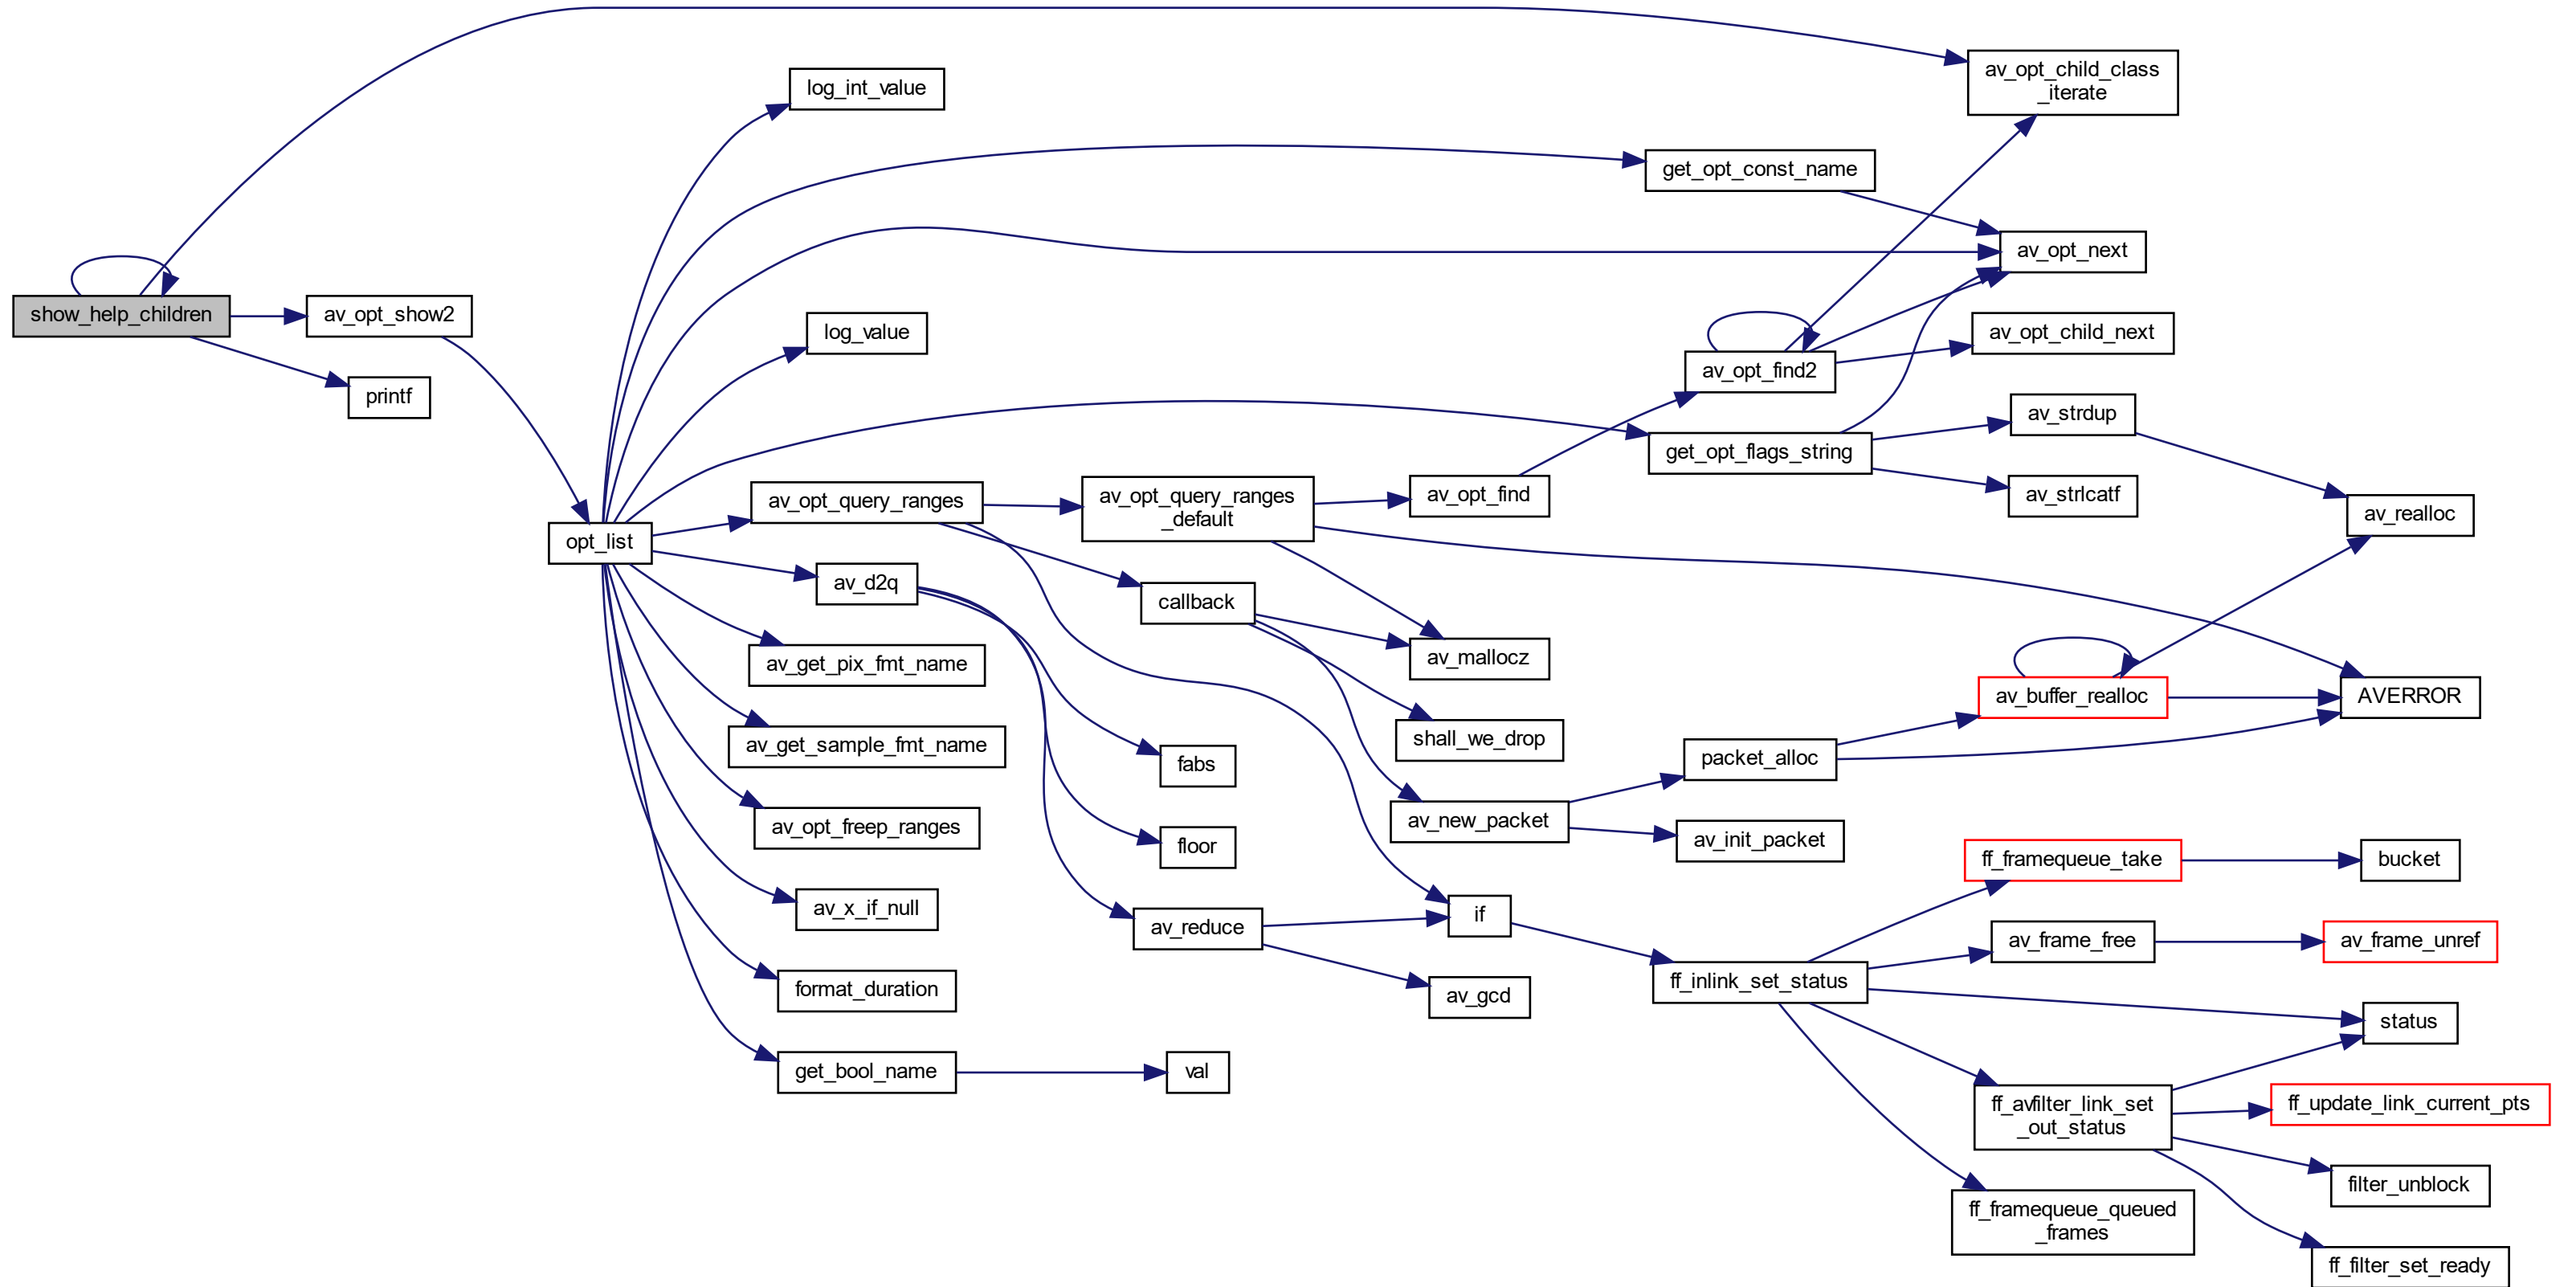 show_help_children
av_opt_show2
printf
opt_list
log_int_value
log_value
av_opt_query_ranges
av_d2q
av_get_pix_fmt_name
av_get_sample_fmt_name
av_opt_freep_ranges
av_x_if_null
format_duration
get_bool_name
av_opt_query_ranges
_default
callback
fabs
floor
av_reduce
val
av_opt_find
av_mallocz
shall_we_drop
av_new_packet
if
av_gcd
get_opt_const_name
av_opt_find2
get_opt_flags_string
packet_alloc
av_init_packet
ff_inlink_set_status
av_opt_child_class
_iterate
av_opt_next
av_opt_child_next
av_strdup
av_strlcatf
av_buffer_realloc
ff_framequeue_take
av_frame_free
ff_avfilter_link_set
_out_status
ff_framequeue_queued
_frames
av_realloc
AVERROR
bucket
av_frame_unref
status
ff_update_link_current_pts
filter_unblock
ff_filter_set_ready